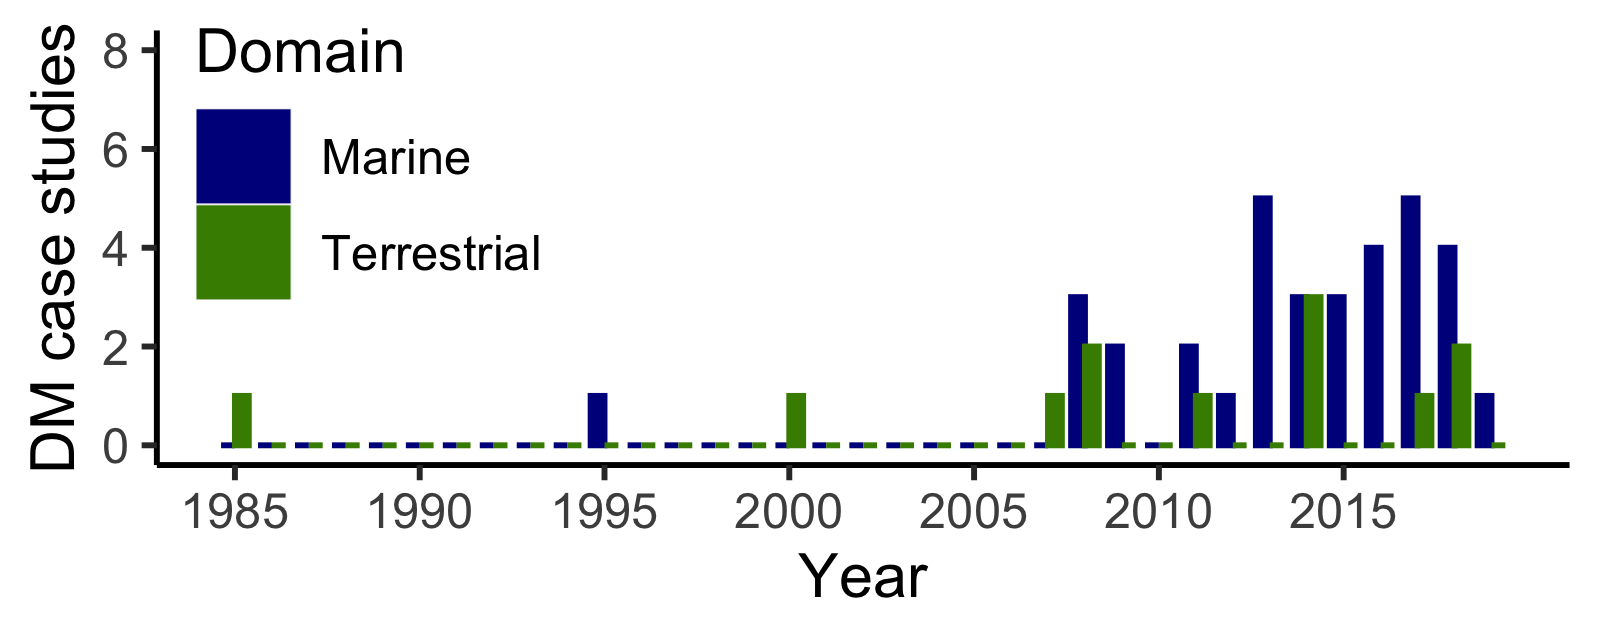 DM case studies
8
6
4
2
0
Domain
Marine
Terrestrial
1985 1990 1995 2000 2005 2010 2015
Year